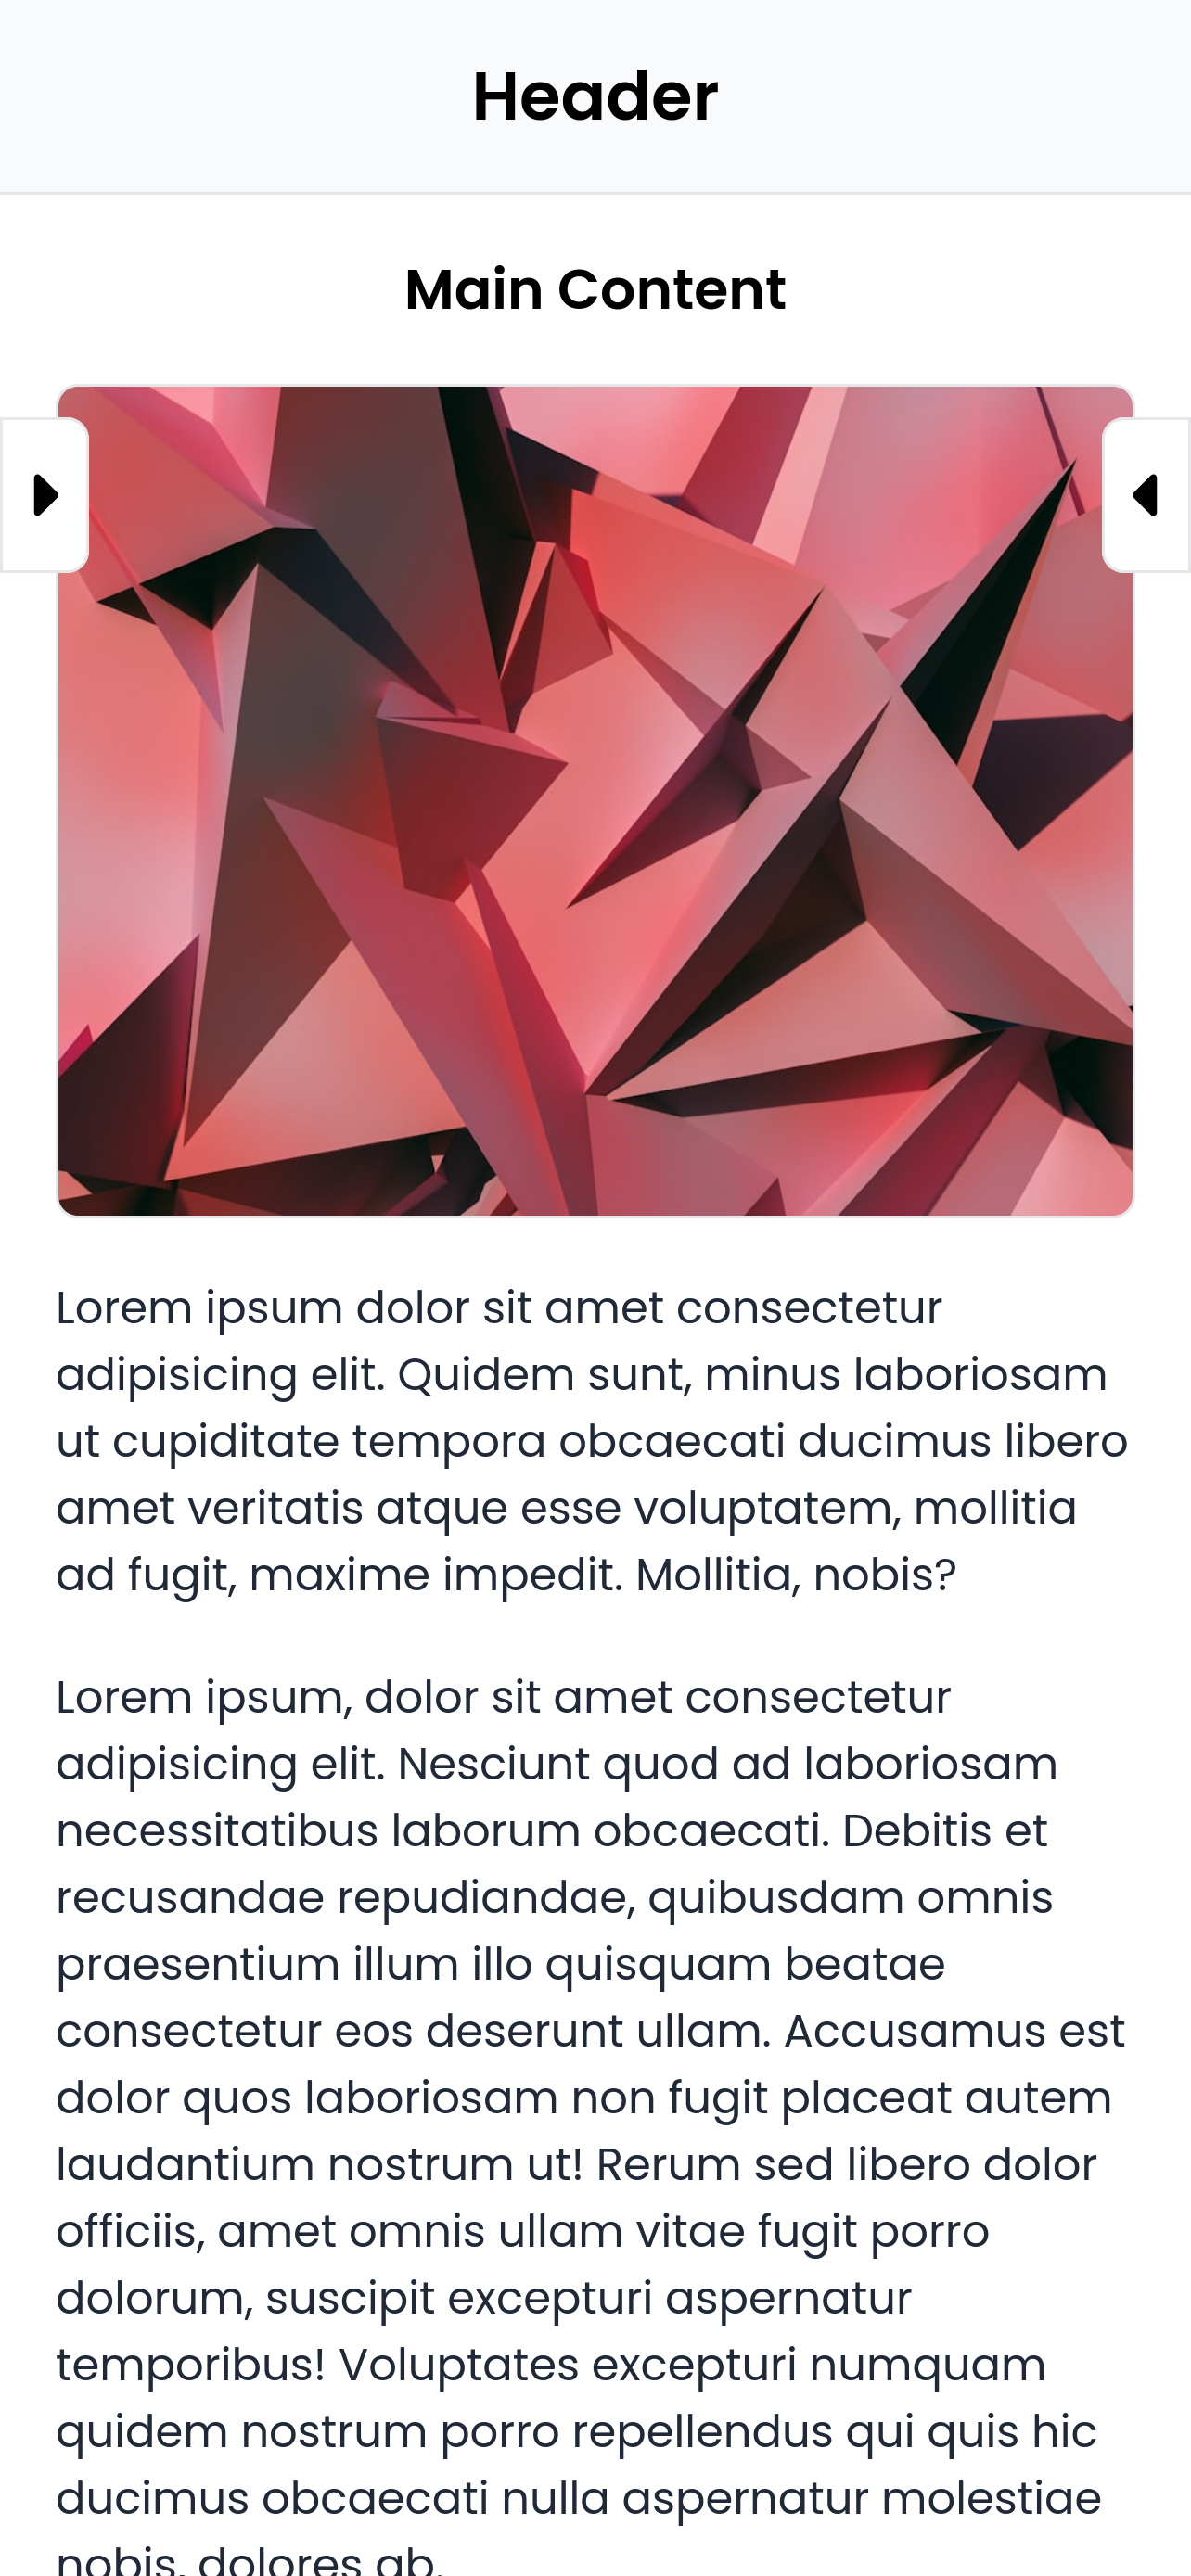 Header
Main Content
Lorem ipsum dolor sit amet consectetur
adipisicing elit. Quidem sunt, minus laboriosam
ut cupiditate tempora obcaecati ducimus libero
amet veritatis atque esse voluptatem, mollitia
ad fugit, maxime impedit. Mollitia, nobis?
Lorem ipsum, dolor sit amet consectetur
adipisicing elit. Nesciunt quod ad laboriosam
necessitatibus laborum obcaecati. Debitis et
recusandae repudiandae, quibusdam omnis
praesentium illum illo quisquam beatae
consectetur eos deserunt ullam. Accusamus est
dolor quos laboriosam non fugit placeat autem
laudantium nostrum ut! Rerum sed libero dolor
officiis, amet omnis ullam vitae fugit porro
dolorum, suscipit excepturi aspernatur
temporibus! Voluptates excepturi numquam
quidem nostrum porro repellendus qui quis hic
ducimus obcaecati nulla aspernatur molestiae
nobis, dolores ab.